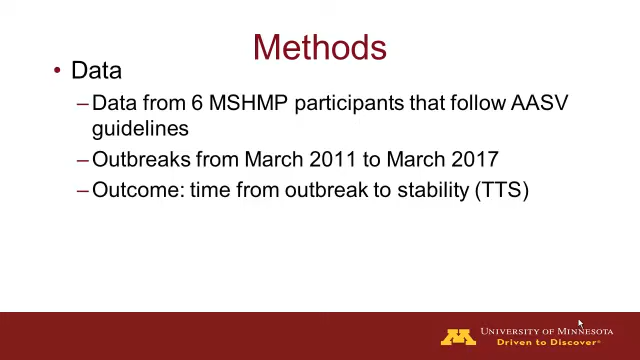 Methods
• Data
–Data from 6 MSHMP participants that follow AASV
guidelines
–Outbreaks from March 2011 to March 2017
–Outcome: time from outbreak to stability (TTS)
M
UNIVERSITY OF MINNESOTA
Driven to Discover®